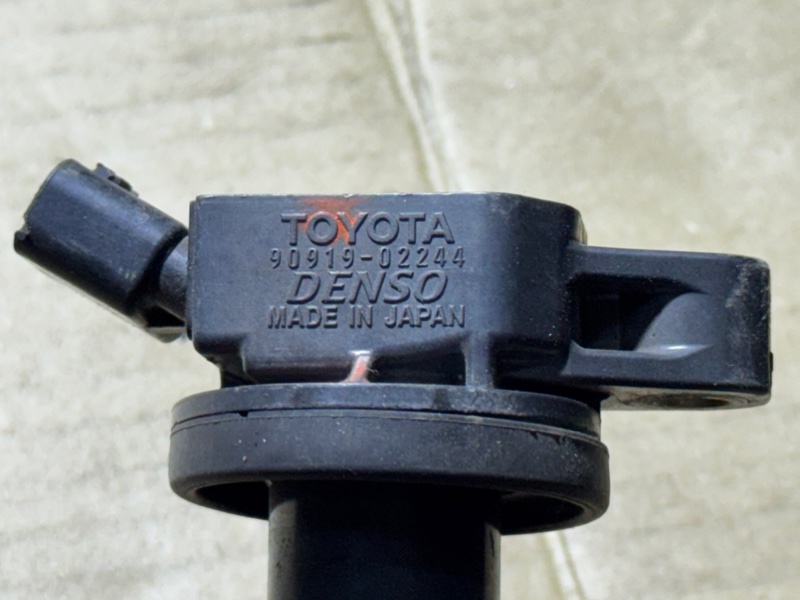 TOYOTA
90919-02244
DENSO
MADE IN JAPAN